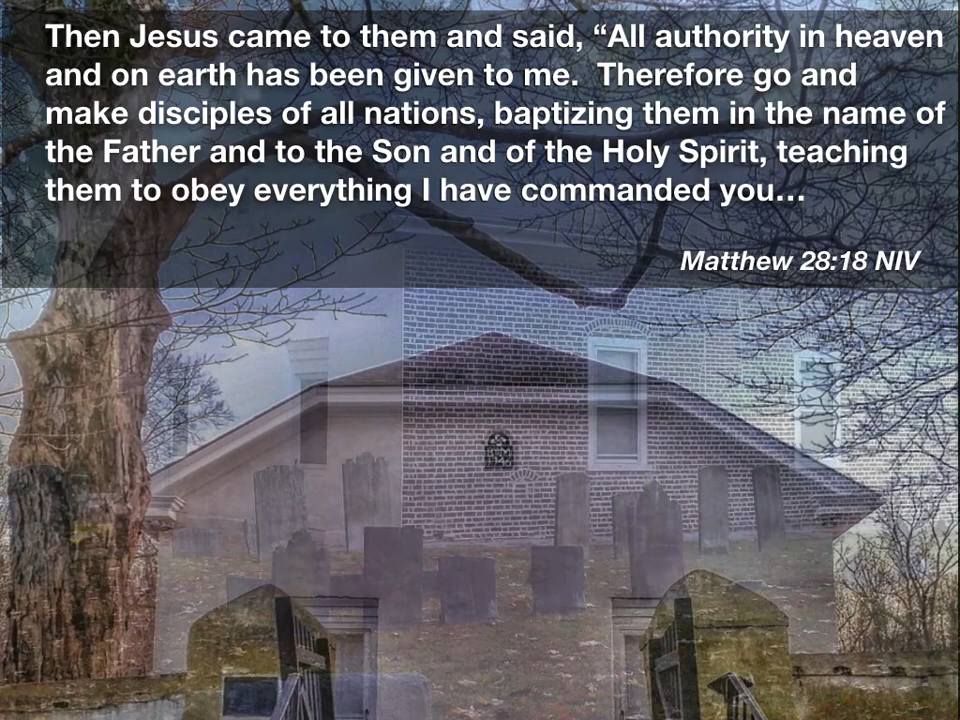 Then Jesus came to them and said, “All authority in heaven
and on earth has been given to me.  Therefore go and
make disciples of all nations, baptizing them in the name of
the Father and to the Son and of the Holy Spirit, teaching
them to obey everything I have commanded you…
Matthew 28:18 NIV